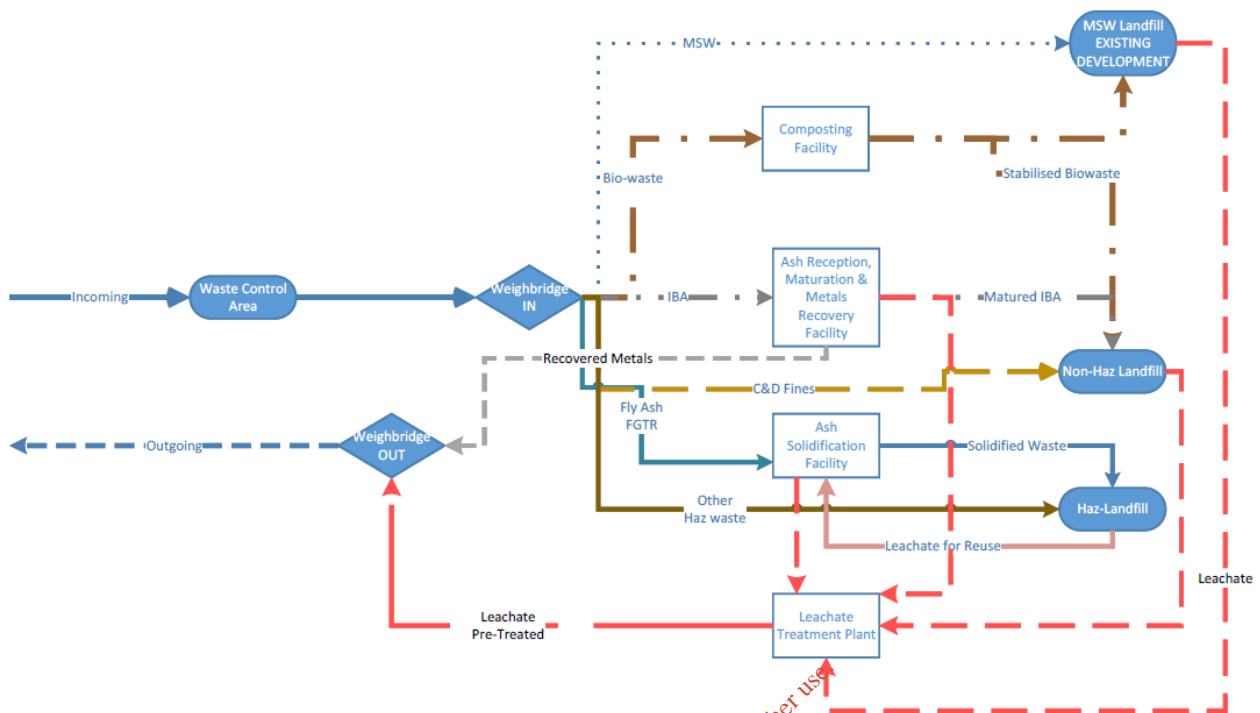 MSW
MSW Landfill
EXISTING
DEVELOPMENT
Composting
Facility
Bio-waste
Stabilised Biowaste
Incoming
Waste Control
Area
Weighbridge
IN
IBA
Ash Reception,
Maturation &
Metals
Recovery
Facility
Matured IBA
Recovered Metals
C&D Fines
Non-Haz Landfill
Fly Ash
FGTR
Outgoing
Weighbridge
OUT
Ash
Solidification
Facility
Solidified Waste
Other
Haz waste
Haz-Landfill
Leachate for Reuse
Leachate
Leachate
Pre-Treated
Leachate
Treatment Plant
use